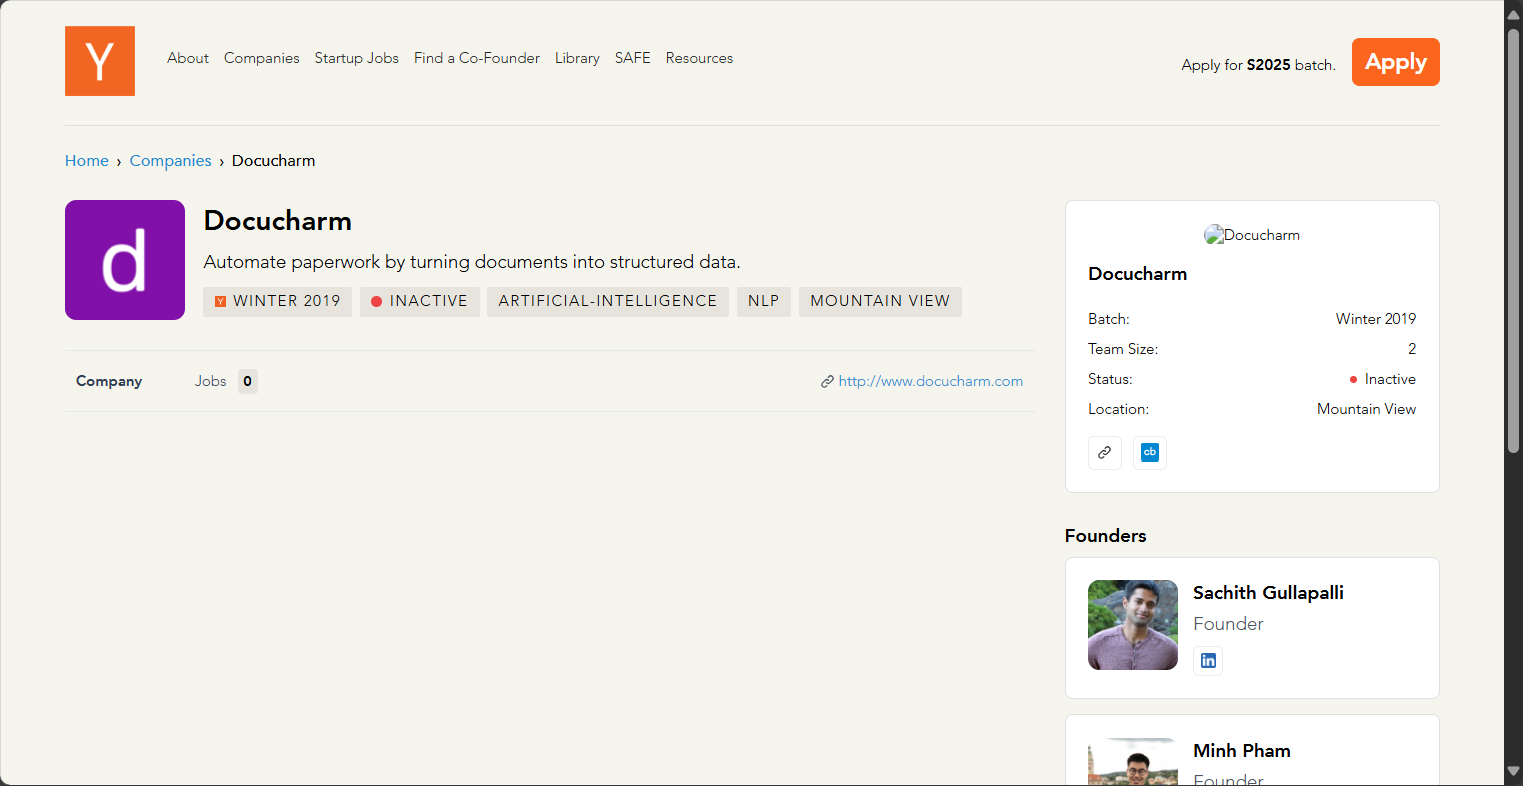 Y
About Companies Startup Jobs Find a Co-Founder Library SAFE Resources
Apply for S2025 batch.
Apply
Home › Companies › Docucharm
d
Docucharm
Automate paperwork by turning documents into structured data.
Y WINTER 2019 INACTIVE ARTIFICIAL-INTELLIGENCE NLP MOUNTAIN VIEW
Company Jobs 0 http://www.docucharm.com
Docucharm
Docucharm
Batch: Winter 2019
Team Size: 2
Status: Inactive
Location: Mountain View
cb
Founders
Sachith Gullapalli
Founder
in
Minh Pham
Founder